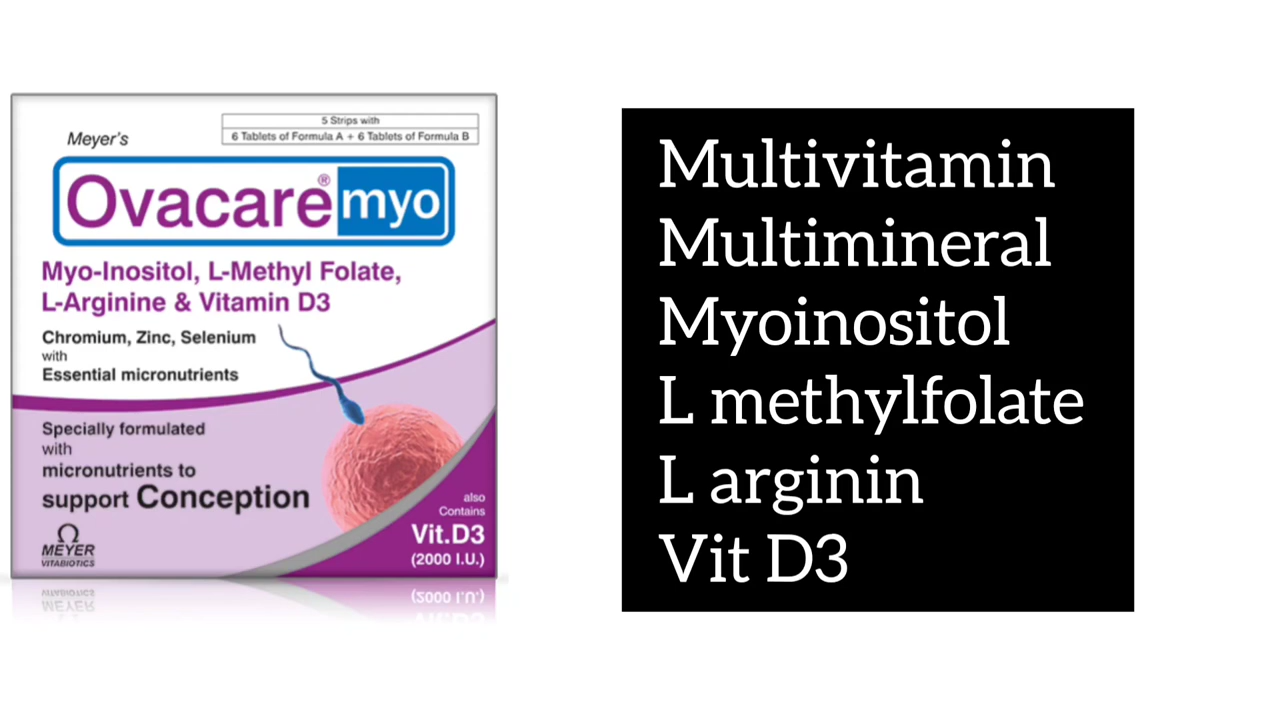 5 Strips with
6 Tablets of Formula A + 6 Tablets of Formula B
Meyer's
Ovacare® myo
Myo-Inositol, L-Methyl Folate,
L-Arginine & Vitamin D3
Chromium, Zinc, Selenium
with
Essential micronutrients
Specially formulated
with
micronutrients to
support Conception
also
Contains
Vit.D3
(2000 I.U.)
MEYER
VITABIOTICS
Multivitamin
Multimineral
Myoinositol
L methylfolate
L arginin
Vit D3